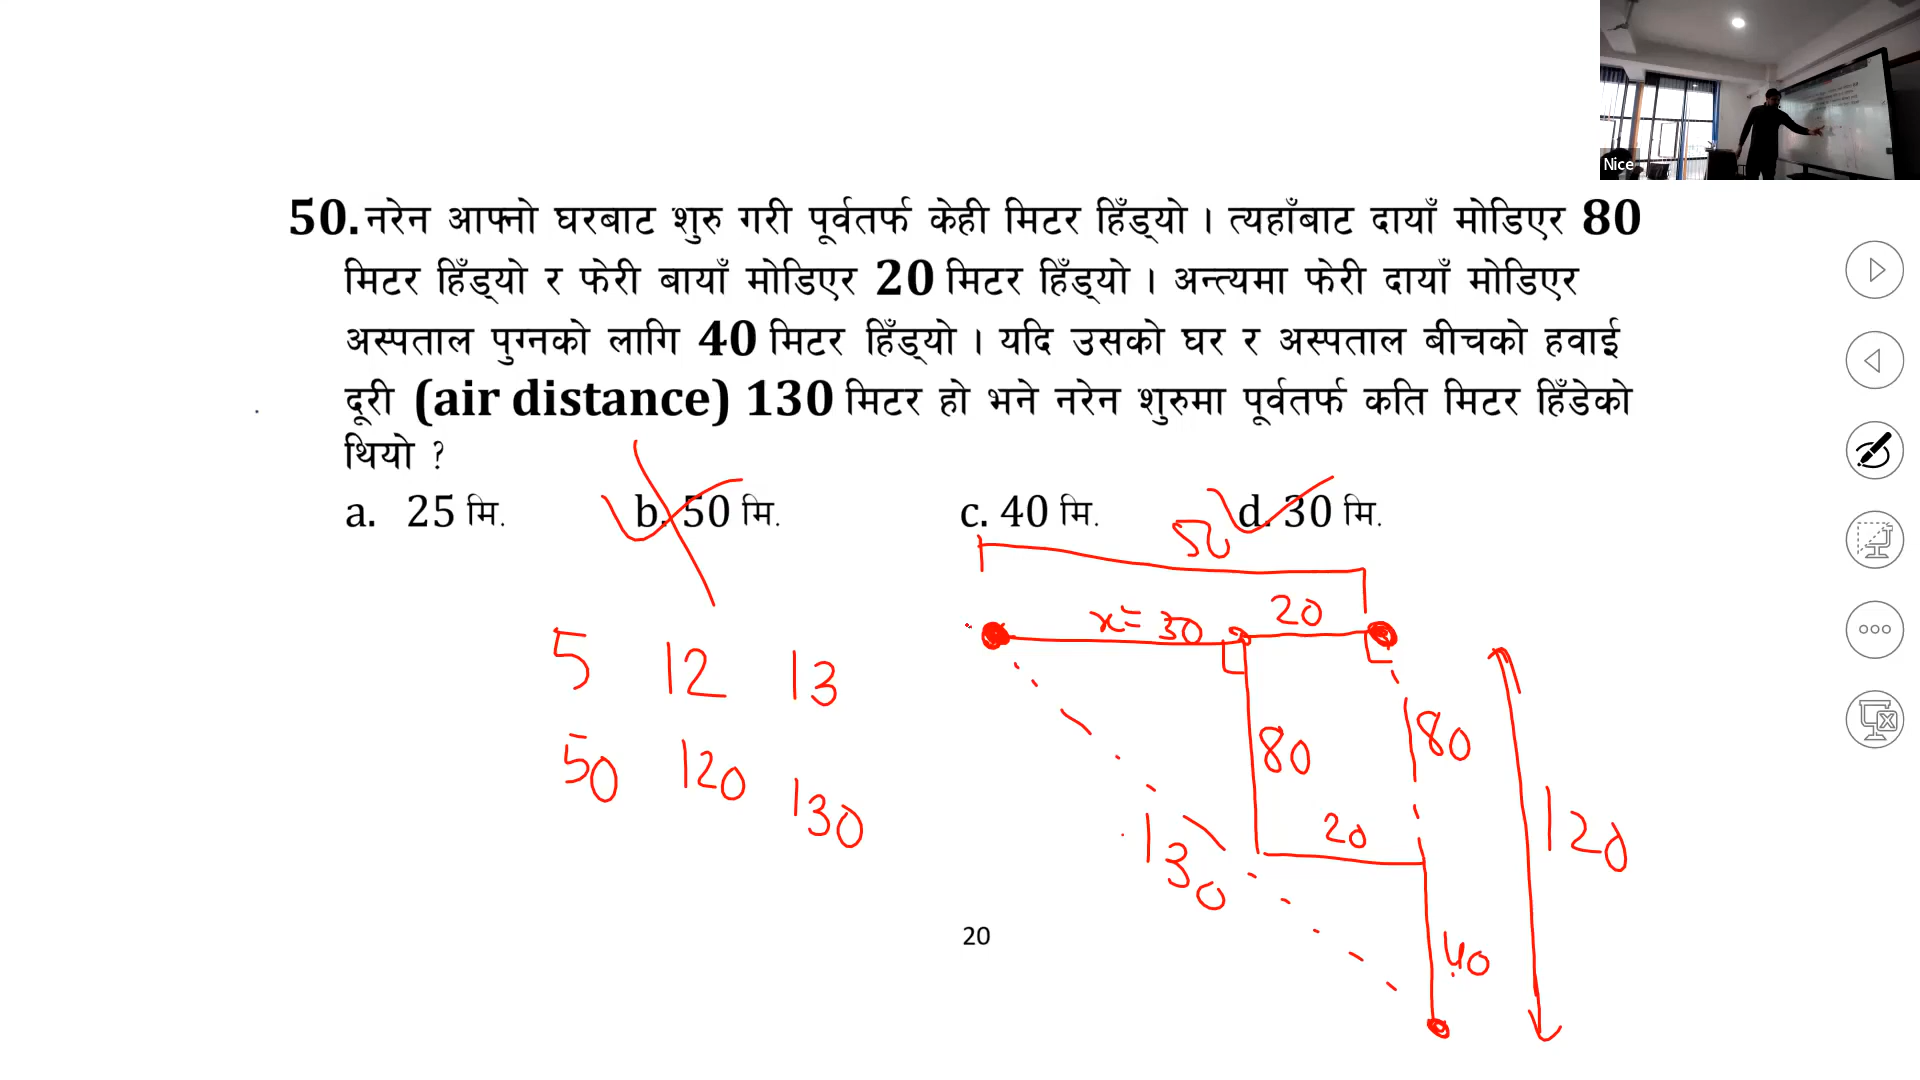 Nice
50.नरेन आफ्नो घरबाट शुरु गरी पूर्वतर्फ केही मिटर हिँड्यो । त्यहाँबाट दायाँ मोडिएर 80
मिटर हिँड्यो र फेरी बायाँ मोडिएर 20 मिटर हिँड्यो । अन्त्यमा फेरी दायाँ मोडिएर
अस्पताल पुग्नको लागि 40 मिटर हिँड्यो । यदि उसको घर र अस्पताल बीचको हवाई
दूरी (air distance) 130 मिटर हो भने नरेन शुरुमा पूर्वतर्फ कति मिटर हिँडेको
थियो ?
a. 25 मि. b. 50 मि. c. 40 मि. d. 30 मि.
50
x = 30 20
5 12 13
80 80
50 120 130
20
130
120
40
20